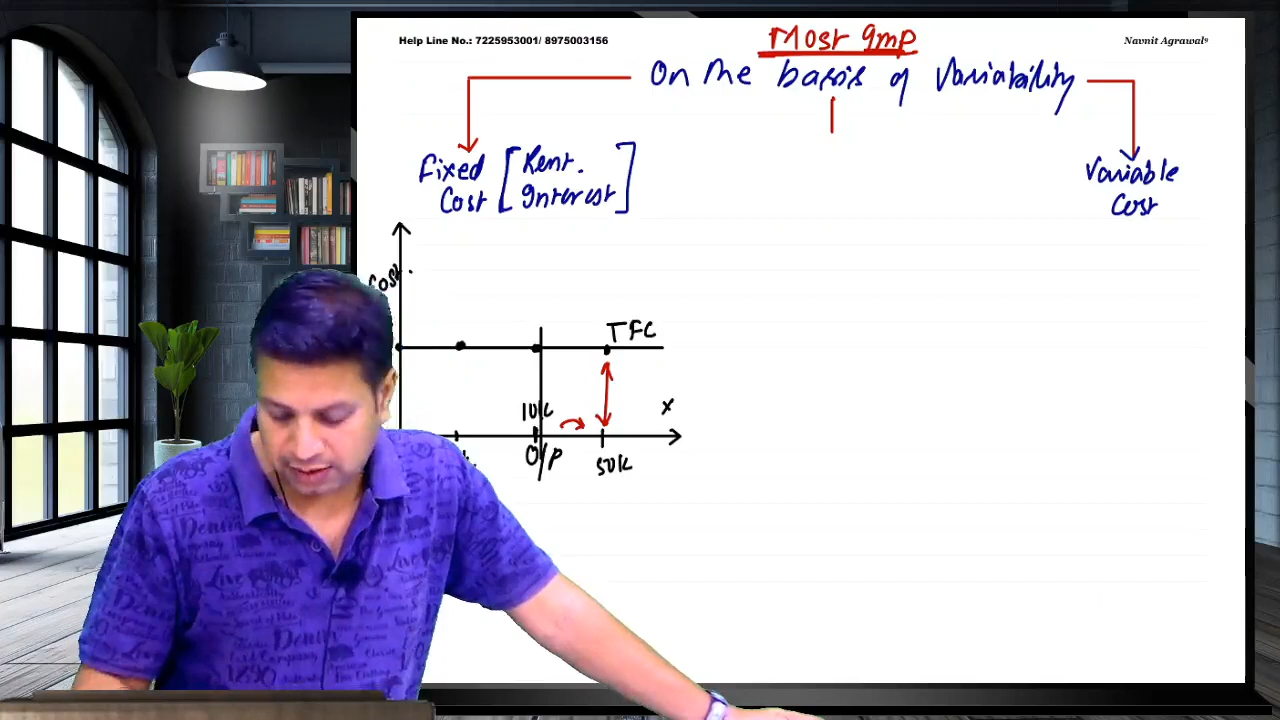 Help Line No.: 7225953001/ 8975003156
Most Imp
Navnit Agrawal
On the basis of Variability
Fixed Cost [Rent. Interest]
Variable Cost
Cost.
TFC
10K
X
O/P
50K